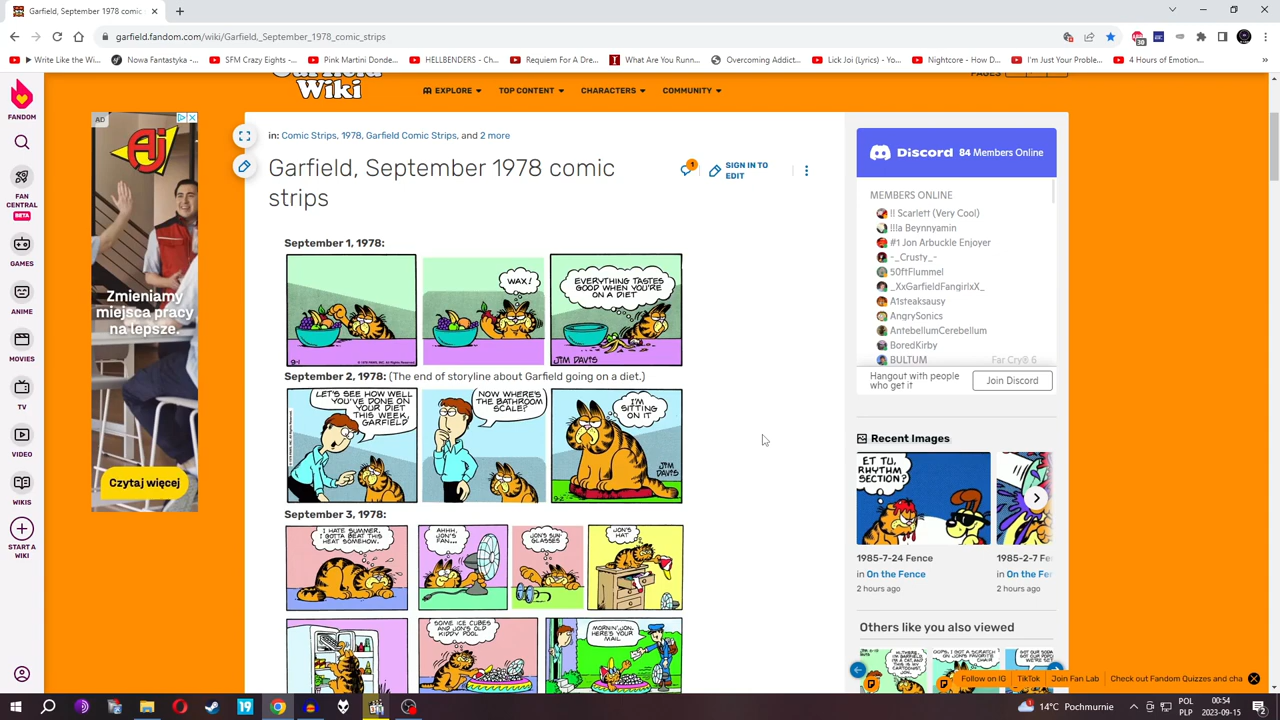 Garfield, September 1978 comic
garfield.fandom.com/wiki/Garfield,_September_1978_comic_strips
Write Like the Wi...
Nowa Fantastyka -...
SFM Crazy Eights -...
Pink Martini Donde...
HELLBENDERS - Ch...
Requiem For A Dre...
What Are You Runn...
Overcoming Addict...
Lick Joi (Lyrics) - Yo...
Nightcore - How D...
I'm Just Your Proble...
4 Hours of Emotion...
Garfield
Wiki
PAGES
EXPLORE
TOP CONTENT
CHARACTERS
COMMUNITY
FANDOM
FAN
CENTRAL
BETA
GAMES
ANIME
MOVIES
TV
VIDEO
WIKIS
START A
WIKI
AD
Zmieniamy
miejsca pracy
na lepsze.
Czytaj więcej
in: Comic Strips, 1978, Garfield Comic Strips, and 2 more
Garfield, September 1978 comic
strips
1
SIGN IN TO
EDIT
September 1, 1978:
WAX!
EVERYTHING TASTES
GOOD WHEN YOU'RE
ON A DIET
9-1
JIM DAVIS
September 2, 1978: (The end of storyline about Garfield going on a diet.)
LET'S SEE HOW WELL
YOU'VE DONE ON
YOUR DIET
THIS WEEK,
GARFIELD
NOW WHERE'S
THE BATHROOM
SCALE?
I'M
SITTING
ON IT
9-2
JIM
DAVIS
September 3, 1978:
I HATE SUMMER.
I GOTTA BEAT THIS
HEAT SOMEHOW.
AHHH,
JON'S
FAN...
JON'S SUN-
GLASSES
JON'S
HAT
SOME ICE CUBES
AND JON'S OLD
KIDDY POOL
MORNIN' JON,
HERE'S YOUR
MAIL
Discord
84 Members Online
MEMBERS ONLINE
!! Scarlett (Very Cool)
!!!a Beynnyamin
#1 Jon Arbuckle Enjoyer
-_Crusty_-
50ftFlummel
_XxGarfieldFangirlxX_
A1steaksausy
AngrySonics
AntebellumCerebellum
BoredKirby
BULTUM
Far Cry® 6
Hangout with people
who get it
Join Discord
Recent Images
ET TU,
RHYTHM
SECTION?
1985-7-24 Fence
in On the Fence
2 hours ago
1985-2-7 Fe
in On the Fe
2 hours ago
Others like you also viewed
Follow on IG
TikTok
Join Fan Lab
Check out Fandom Quizzes and cha
14°C Pochmurnie
POL
PLP
00:54
2023-09-15
2